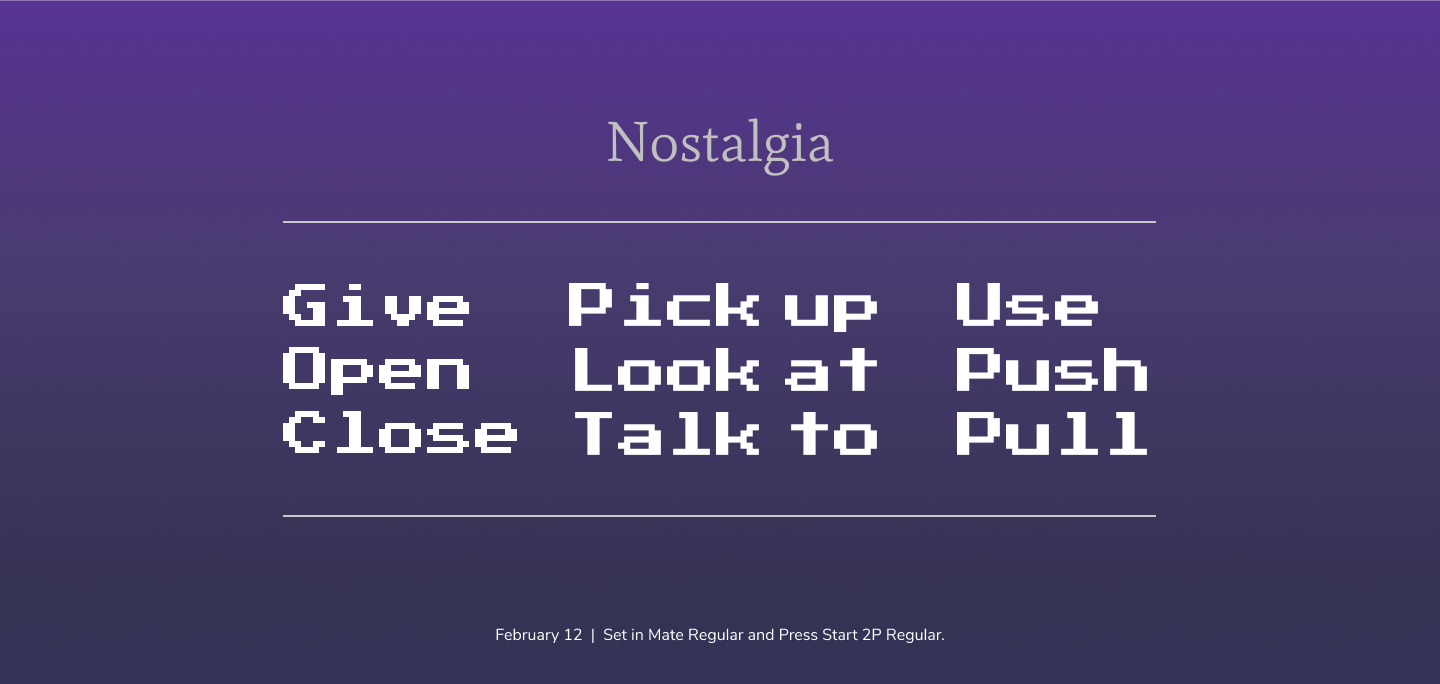 Nostalgia
Give Pick up Use
Open Look at Push
Close Talk to Pull
February 12 | Set in Mate Regular and Press Start 2P Regular.